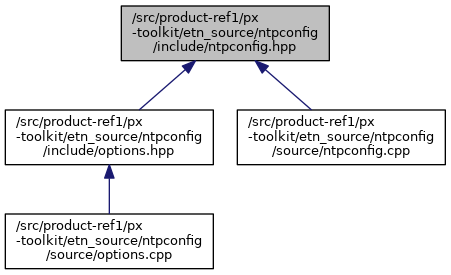 /src/product-ref1/px
-toolkit/etn_source/ntpconfig
/include/ntpconfig.hpp
/src/product-ref1/px
-toolkit/etn_source/ntpconfig
/include/options.hpp
/src/product-ref1/px
-toolkit/etn_source/ntpconfig
/source/ntpconfig.cpp
/src/product-ref1/px
-toolkit/etn_source/ntpconfig
/source/options.cpp